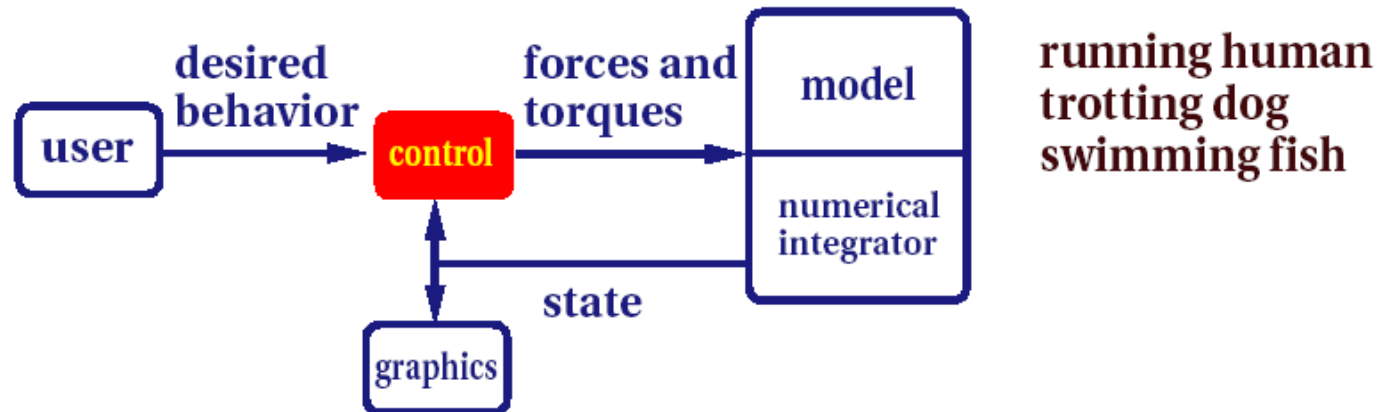 desired
behavior
forces and
torques
user
control
model
numerical
integrator
state
graphics
running human
trotting dog
swimming fish